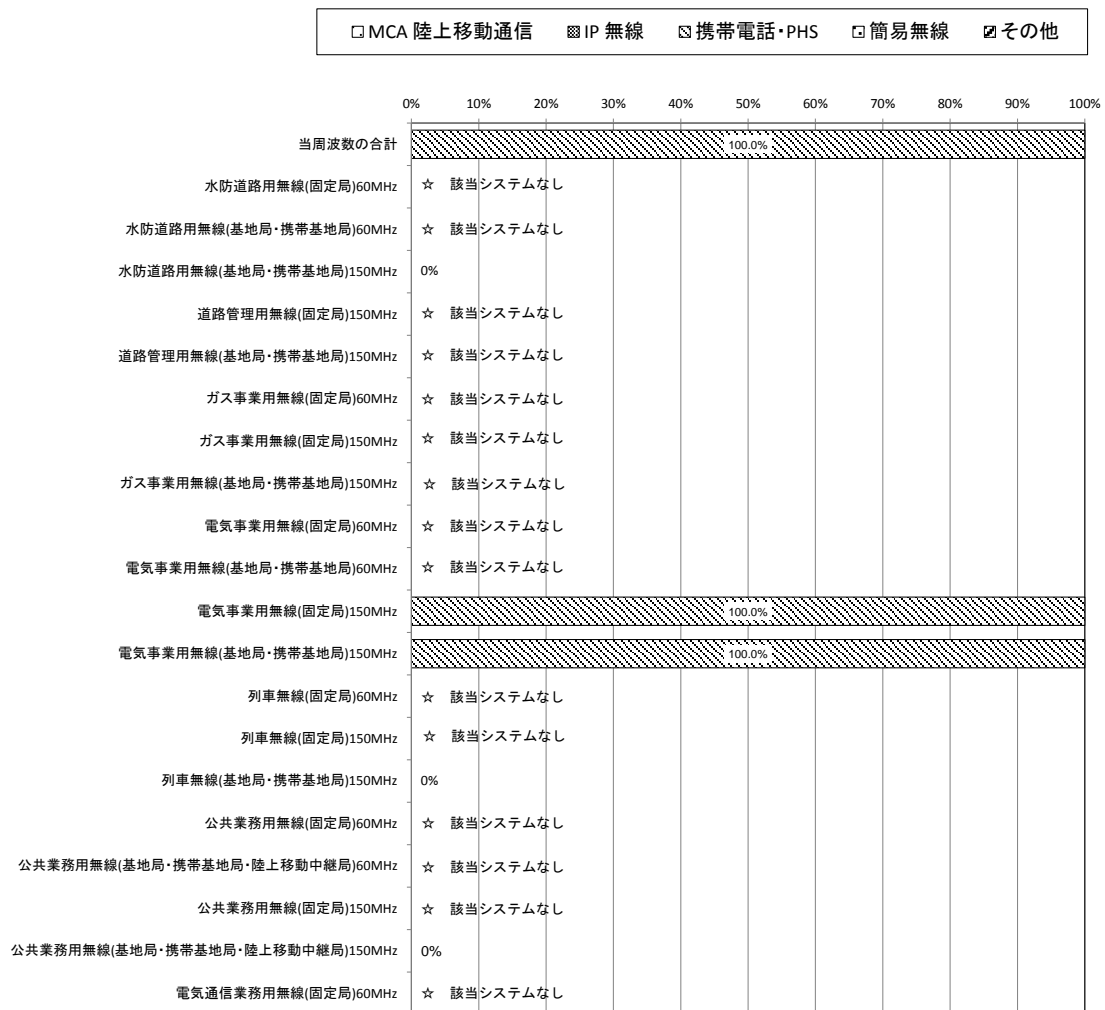 MCA 陸上移動通信 IP 無線 携帯電話・PHS 簡易無線 その他
0% 10% 20% 30% 40% 50% 60% 70% 80% 90% 100%
当周波数の合計 100.0%
水防道路用無線(固定局)60MHz ☆ 該当システムなし
水防道路用無線(基地局・携帯基地局)60MHz ☆ 該当システムなし
水防道路用無線(基地局・携帯基地局)150MHz 0%
道路管理用無線(固定局)150MHz ☆ 該当システムなし
道路管理用無線(基地局・携帯基地局)150MHz ☆ 該当システムなし
ガス事業用無線(固定局)60MHz ☆ 該当システムなし
ガス事業用無線(固定局)150MHz ☆ 該当システムなし
ガス事業用無線(基地局・携帯基地局)150MHz ☆ 該当システムなし
電気事業用無線(固定局)60MHz ☆ 該当システムなし
電気事業用無線(基地局・携帯基地局)60MHz ☆ 該当システムなし
電気事業用無線(固定局)150MHz 100.0%
電気事業用無線(基地局・携帯基地局)150MHz 100.0%
列車無線(固定局)60MHz ☆ 該当システムなし
列車無線(固定局)150MHz ☆ 該当システムなし
列車無線(基地局・携帯基地局)150MHz 0%
公共業務用無線(固定局)60MHz ☆ 該当システムなし
公共業務用無線(基地局・携帯基地局・陸上移動中継局)60MHz ☆ 該当システムなし
公共業務用無線(固定局)150MHz ☆ 該当システムなし
公共業務用無線(基地局・携帯基地局・陸上移動中継局)150MHz 0%
電気通信業務用無線(固定局)60MHz ☆ 該当システムなし